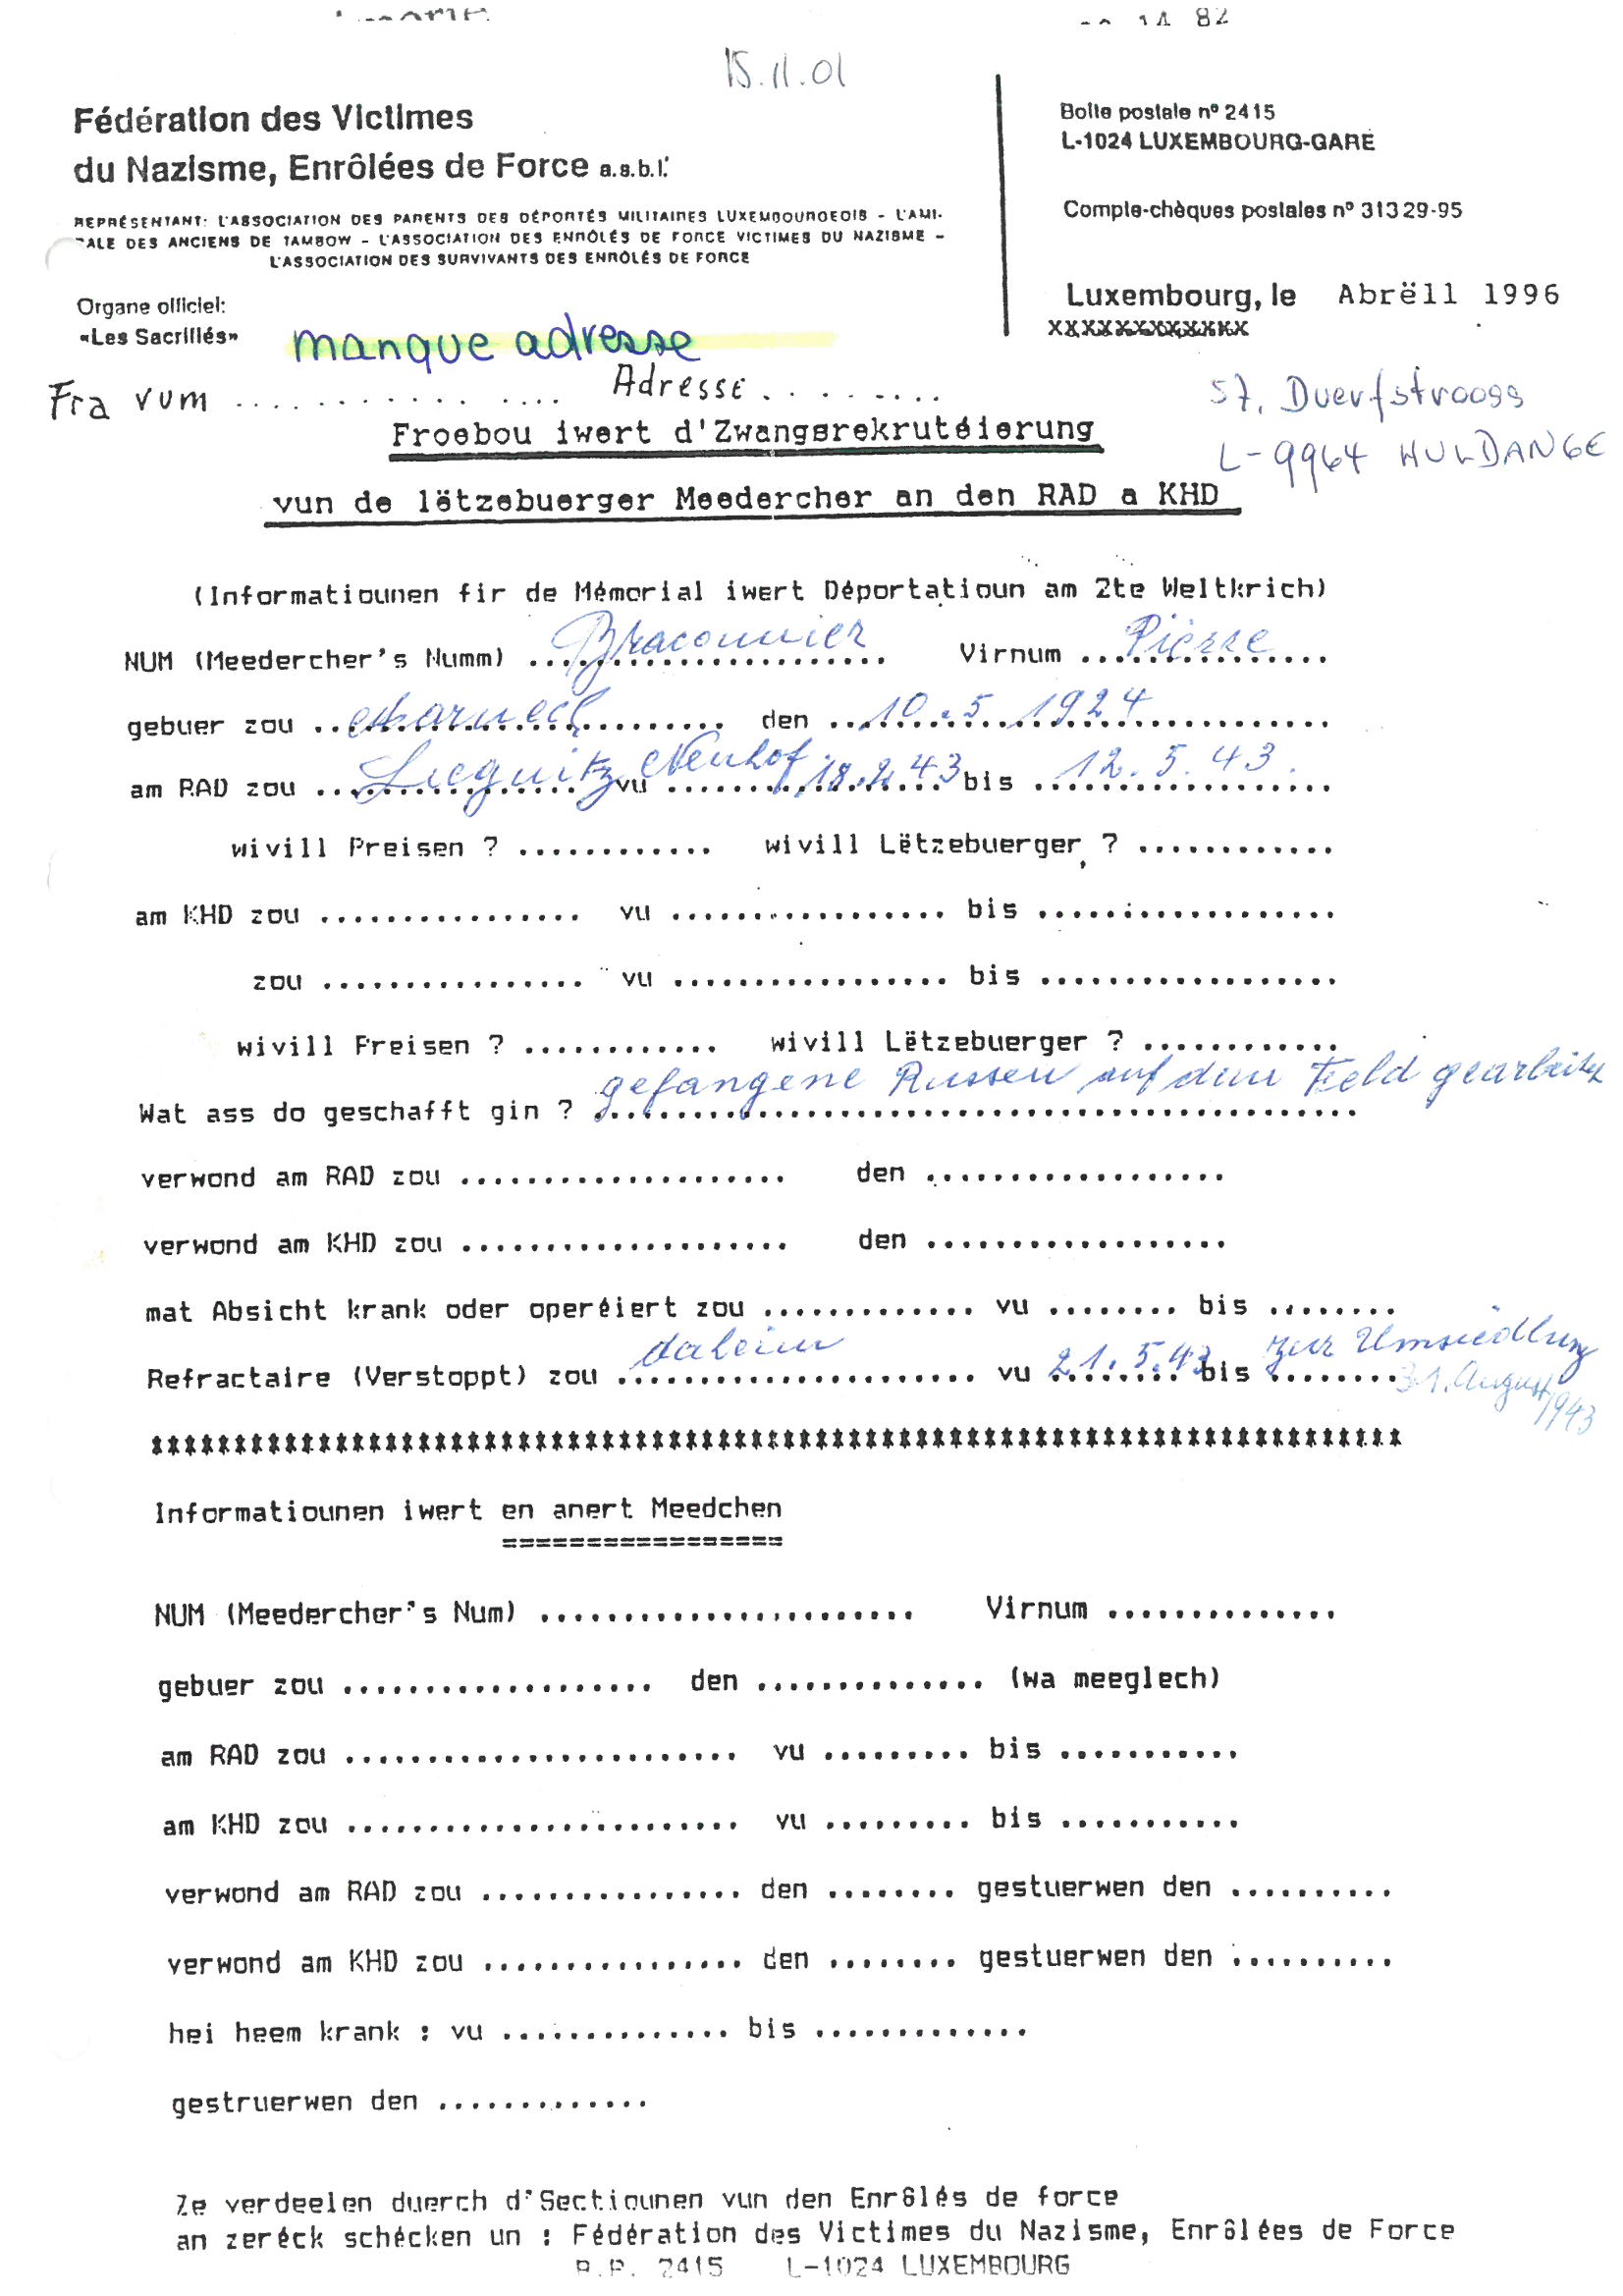 82
15.11.01
Fédération des Victimes
du Nazisme, Enrôlées de Force a.s.b.l.
REPRÉSENTANT: L'ASSOCIATION DES PARENTS DES DÉPORTÉS MILITAIRES LUXEMBOURGEOIS – L'AMI-
CALE DES ANCIENS DE TAMBOW – L'ASSOCIATION DES ENRÔLÉS DE FORCE VICTIMES DU NAZISME –
L'ASSOCIATION DES SURVIVANTS DES ENRÔLÉS DE FORCE
Boîte postale nº 2415
L-1024 LUXEMBOURG-GARE
Compte-chèques postales nº 31329-95
Organe officiel:
«Les Sacrifiés»
Luxembourg, le Abrëll 1996
xxxxxxxxxxxxx
manque adresse
Fra vum .................. Adresse ..........
57, Duerfstrooss
L-9964 HULDANGE
Froebou iwert d'Zwangsrekrutéierung
vun de lëtzebuerger Meedercher an den RAD a KHD
(Informatiounen fir de Mémorial iwert Déportatioun am 2te Weltkrich)
NUM (Meedercher's Numm) Braconnier Virnum Pierse
gebuer zou den 10.5 1924
am RAD zou Liegnitz Neuhof vu 18.2.43 bis 12.5.43.
wivill Preisen ? ............ wivill Lëtzebuerger ? ............
am KHD zou ................ vu ................. bis ..................
zou ................ vu ................. bis ..................
wivill Preisen ? ............ wivill Lëtzebuerger ? ............
Wat ass do geschafft gin ? gefangene Russen auf dem Feld gearbeitet
verwond am RAD zou .................... den ..................
verwond am KHD zou .................... den ..................
mat Absicht krank oder operéiert zou ............. vu ........ bis ........
Refractaire (Verstoppt) zou daheim vu 21.5.43 bis zur Umsiedlung
31. August 1943
***************************************************************************
Informatiounen iwert en anert Meedchen
=================
NUM (Meedercher's Num) ....................... Virnum ..............
gebuer zou ................... den .............. (wa meeglech)
am RAD zou ........................ vu ......... bis ...........
am KHD zou ........................ vu ......... bis ...........
verwond am RAD zou ................ den ........ gestuerwen den ..........
verwond am KHD zou ................ den ........ gestuerwen den ..........
hei heem krank : vu .............. bis .............
gestruerwen den .............
Ze verdeelen duerch d'Sectiounen vun den Enrôlés de force
an zeréck schécken un : Fédération des Victimes du Nazisme, Enrôlées de Force
B.P. 2415 L-1024 LUXEMBOURG